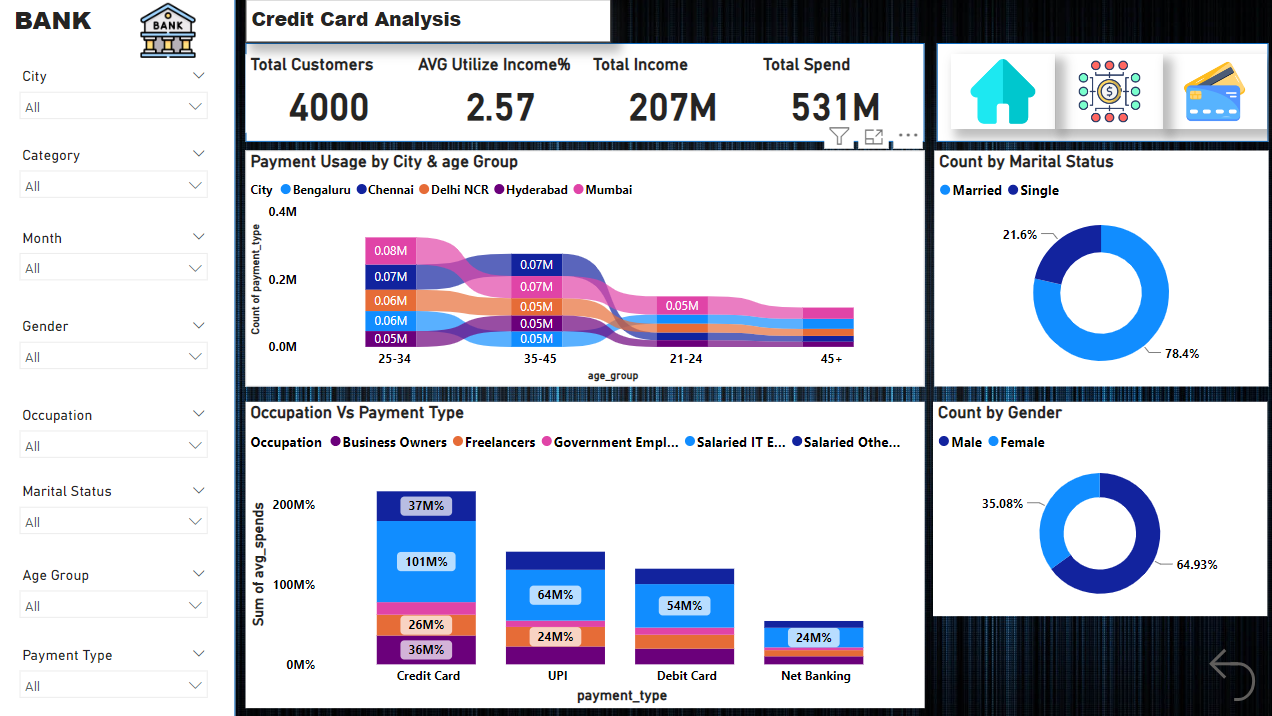 BANK
BANK
City
All
Category
All
Month
All
Gender
All
Occupation
All
Marital Status
All
Age Group
All
Payment Type
All
Credit Card Analysis
Total Customers AVG Utilize Income% Total Income Total Spend
4000 2.57 207M 531M
$
Payment Usage by City & age Group
City Bengaluru Chennai Delhi NCR Hyderabad Mumbai
Count of payment_type
0.4M
0.2M
0.0M
0.08M
0.07M
0.06M
0.06M
0.05M
0.07M
0.07M
0.05M
0.05M
0.05M
0.05M
25-34 35-45 21-24 45+
age_group
Count by Marital Status
Married Single
21.6%
78.4%
Occupation Vs Payment Type
Occupation Business Owners Freelancers Government Empl... Salaried IT E... Salaried Othe...
Sum of avg_spends
200M%
100M%
0M%
37M%
101M%
26M%
36M%
64M%
24M%
54M%
24M%
Credit Card UPI Debit Card Net Banking
payment_type
Count by Gender
Male Female
35.08%
64.93%